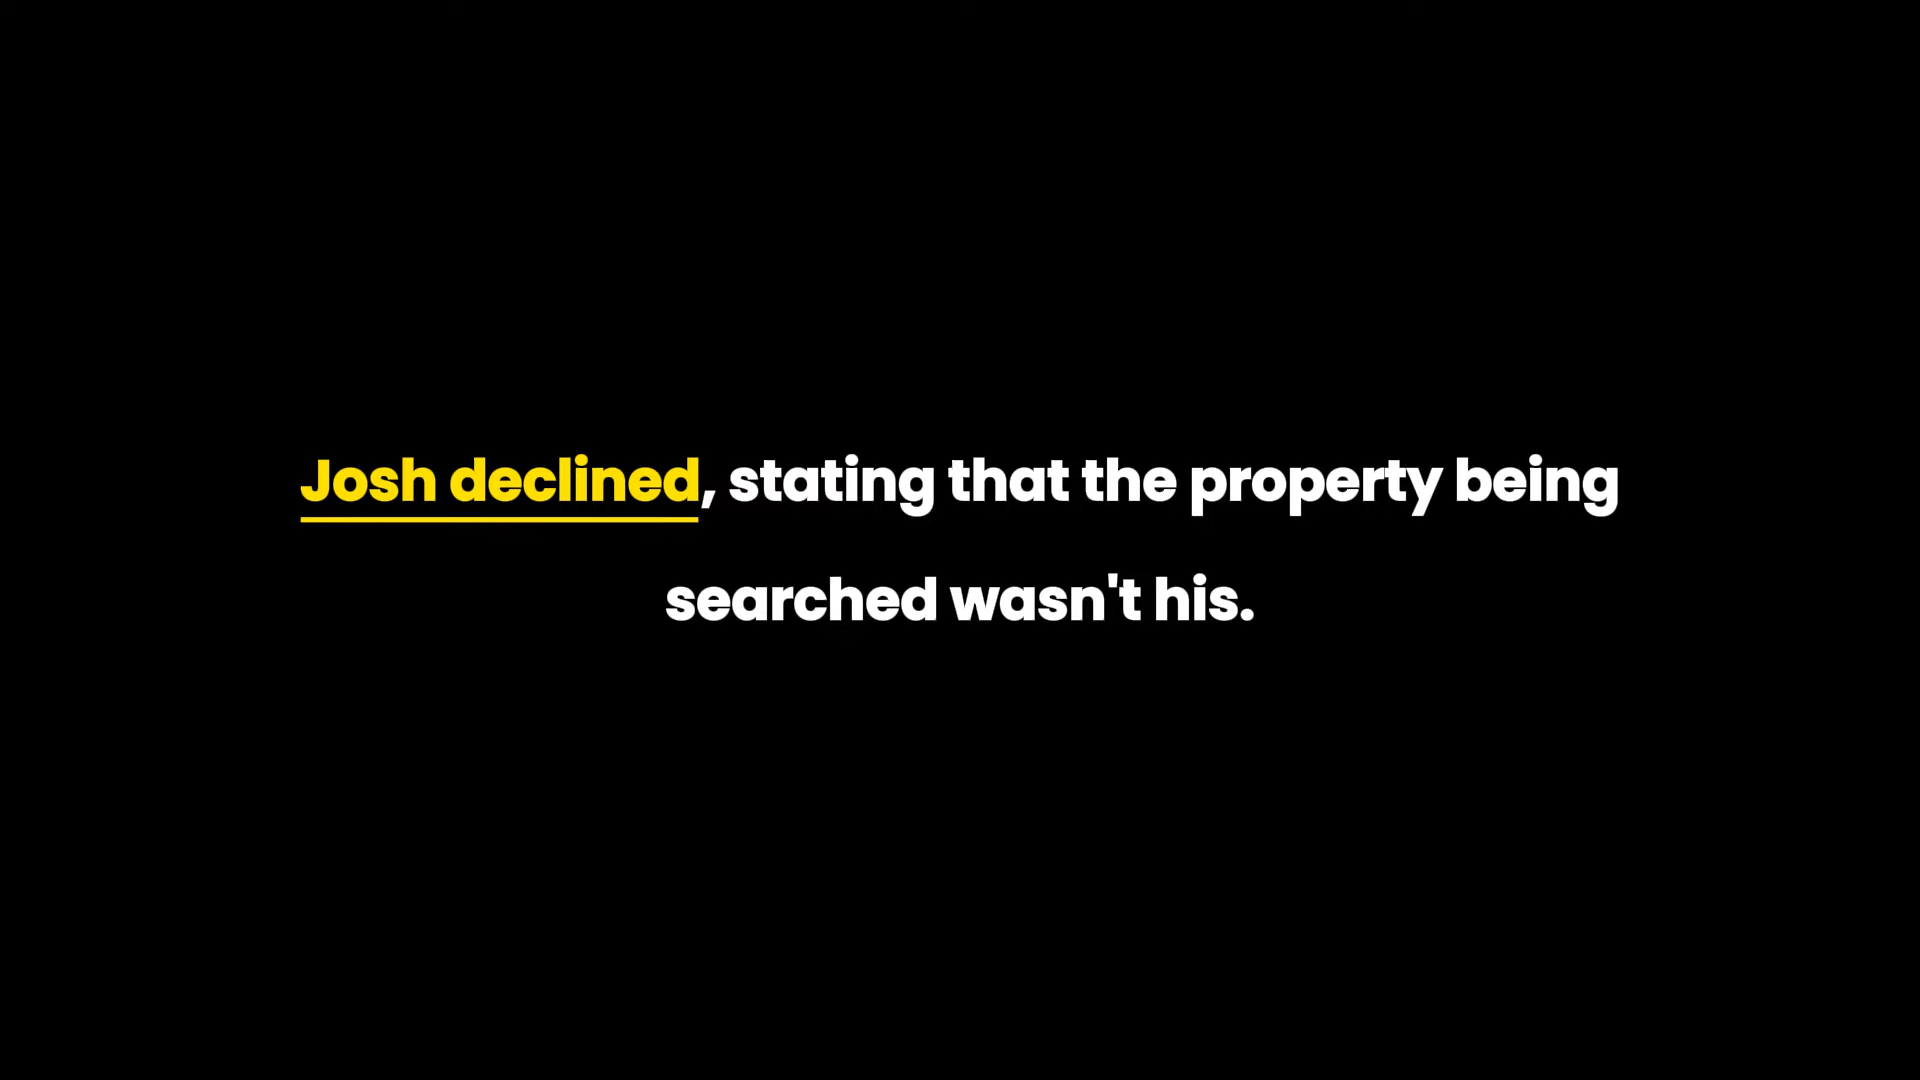 Josh declined, stating that the property being
searched wasn't his.